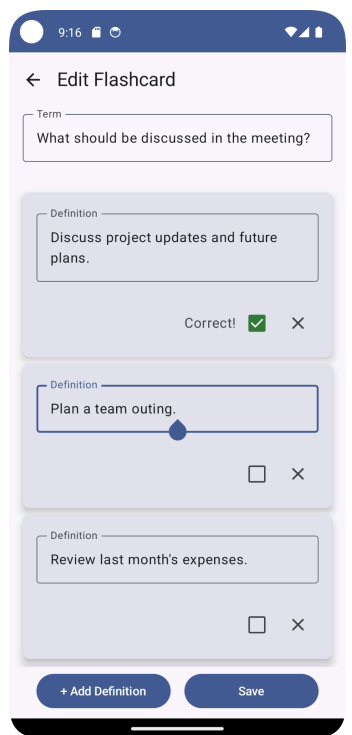 9:16
Edit Flashcard
Term
What should be discussed in the meeting?
Definition
Discuss project updates and future
plans.
Correct!
Definition
Plan a team outing.
Definition
Review last month's expenses.
+ Add Definition
Save